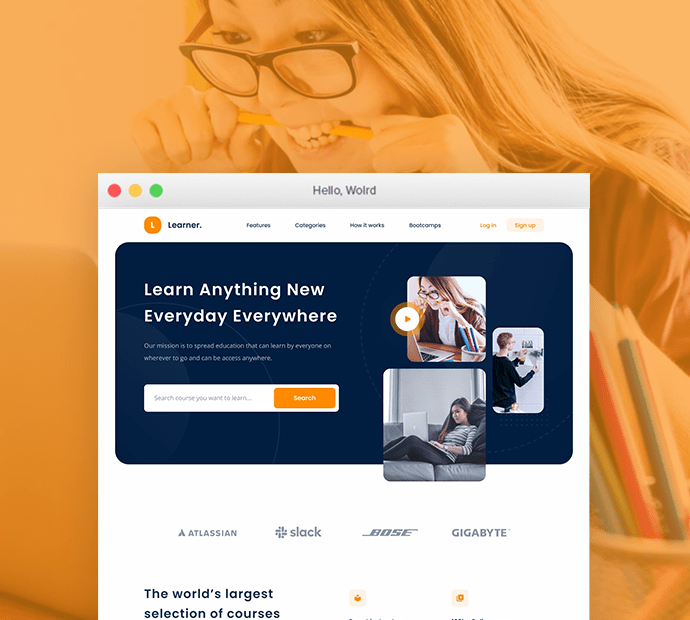 Hello, Wolrd
L Learner. Features Categories How it works Bootcamps Log in Sign up
Learn Anything New
Everyday Everywhere
Our mission is to spread education that can learn by everyone on
wherever to go and can be access anywhere.
Search course you want to learn... Search
ATLASSIAN slack BOSE GIGABYTE™
The world's largest
selection of courses